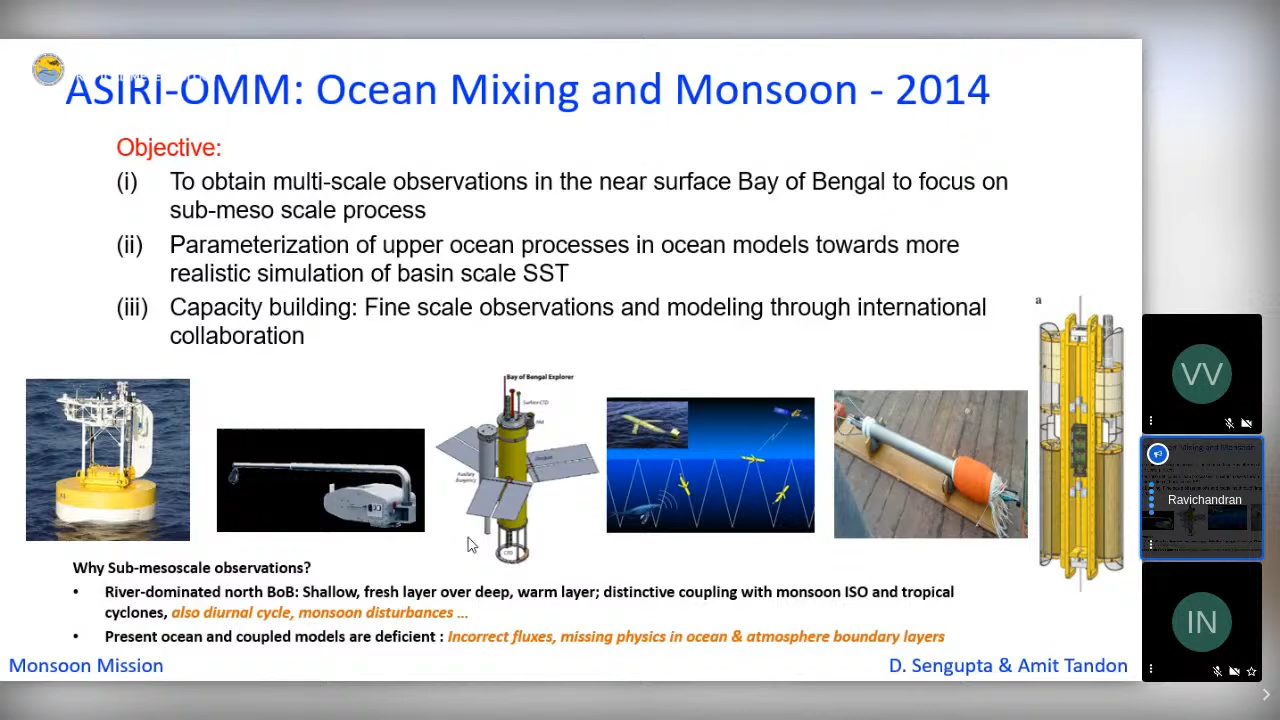 ASIRI-OMM: Ocean Mixing and Monsoon - 2014
Objective:
(i) To obtain multi-scale observations in the near surface Bay of Bengal to focus on
sub-meso scale process
(ii) Parameterization of upper ocean processes in ocean models towards more
realistic simulation of basin scale SST
(iii) Capacity building: Fine scale observations and modeling through international
collaboration
a
Bay of Bengal Explorer
Surface CTD
Auxiliary
Buoyancy
CTD
Why Sub-mesoscale observations?
• River-dominated north BoB: Shallow, fresh layer over deep, warm layer; distinctive coupling with monsoon ISO and tropical
cyclones, also diurnal cycle, monsoon disturbances ...
• Present ocean and coupled models are deficient : Incorrect fluxes, missing physics in ocean & atmosphere boundary layers
Monsoon Mission
D. Sengupta & Amit Tandon
VV
Ravichandran
IN